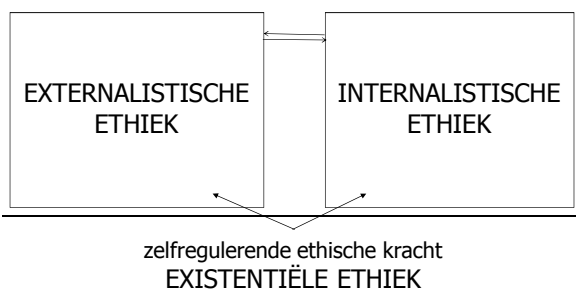 EXTERNALISTISCHE
ETHIEK
INTERNALISTISCHE
ETHIEK
zelfregulerende ethische kracht
EXISTENTIËLE ETHIEK